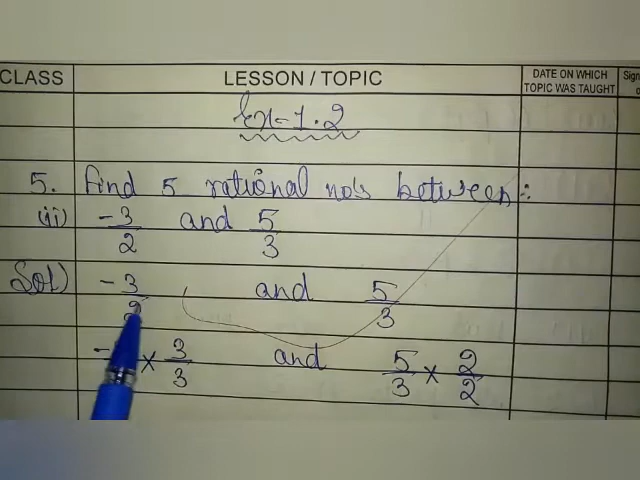 CLASS LESSON / TOPIC DATE ON WHICH TOPIC WAS TAUGHT
Ex-1.2
5. Find 5 rational no's between:
(ii) -3/2 and 5/3
Sol) -3/2 and 5/3
- × 3/3 and 5/3 × 2/2